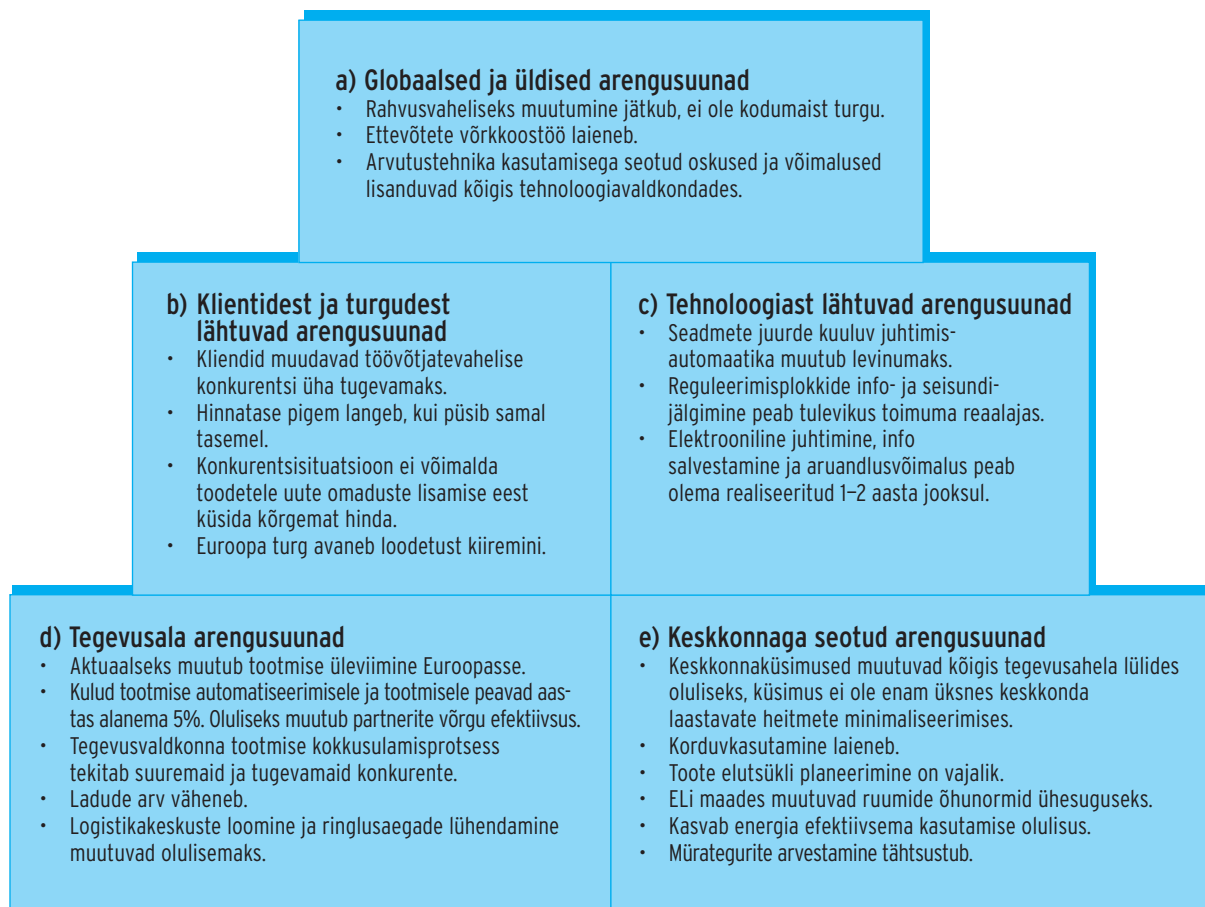 a) Globaalsed ja üldised arengusuunad
• Rahvusvaheliseks muutumine jätkub, ei ole kodumaist turgu.
• Ettevõtete võrkkoostöö laieneb.
• Arvutustehnika kasutamisega seotud oskused ja võimalused
lisanduvad kõigis tehnoloogiavaldkondades.
b) Klientidest ja turgudest
lähtuvad arengusuunad
• Kliendid muudavad töövõtjatevahelise
konkurentsi üha tugevamaks.
• Hinnatase pigem langeb, kui püsib samal
tasemel.
• Konkurentsisituatsioon ei võimalda
toodetele uute omaduste lisamise eest
küsida kõrgemat hinda.
• Euroopa turg avaneb loodetust kiiremini.
c) Tehnoloogiast lähtuvad arengusuunad
• Seadmete juurde kuuluv juhtimis-
automaatika muutub levinumaks.
• Reguleerimisplokkide info- ja seisundi-
jälgimine peab tulevikus toimuma reaalajas.
• Elektrooniline juhtimine, info
salvestamine ja aruandlusvõimalus peab
olema realiseeritud 1–2 aasta jooksul.
d) Tegevusala arengusuunad
• Aktuaalseks muutub tootmise üleviimine Euroopasse.
• Kulud tootmise automatiseerimisele ja tootmisele peavad aas-
tas alanema 5%. Oluliseks muutub partnerite võrgu efektiivsus.
• Tegevusvaldkonna tootmise kokkusulamisprotsess
tekitab suuremaid ja tugevamaid konkurente.
• Ladude arv väheneb.
• Logistikakeskuste loomine ja ringlusaegade lühendamine
muutuvad olulisemaks.
e) Keskkonnaga seotud arengusuunad
• Keskkonnaküsimused muutuvad kõigis tegevusahela lülides
oluliseks, küsimus ei ole enam üksnes keskkonda
laastavate heitmete minimaliseerimises.
• Korduvkasutamine laieneb.
• Toote elutsükli planeerimine on vajalik.
• ELi maades muutuvad ruumide õhunormid ühesuguseks.
• Kasvab energia efektiivsema kasutamise olulisus.
• Mürategurite arvestamine tähtsustub.